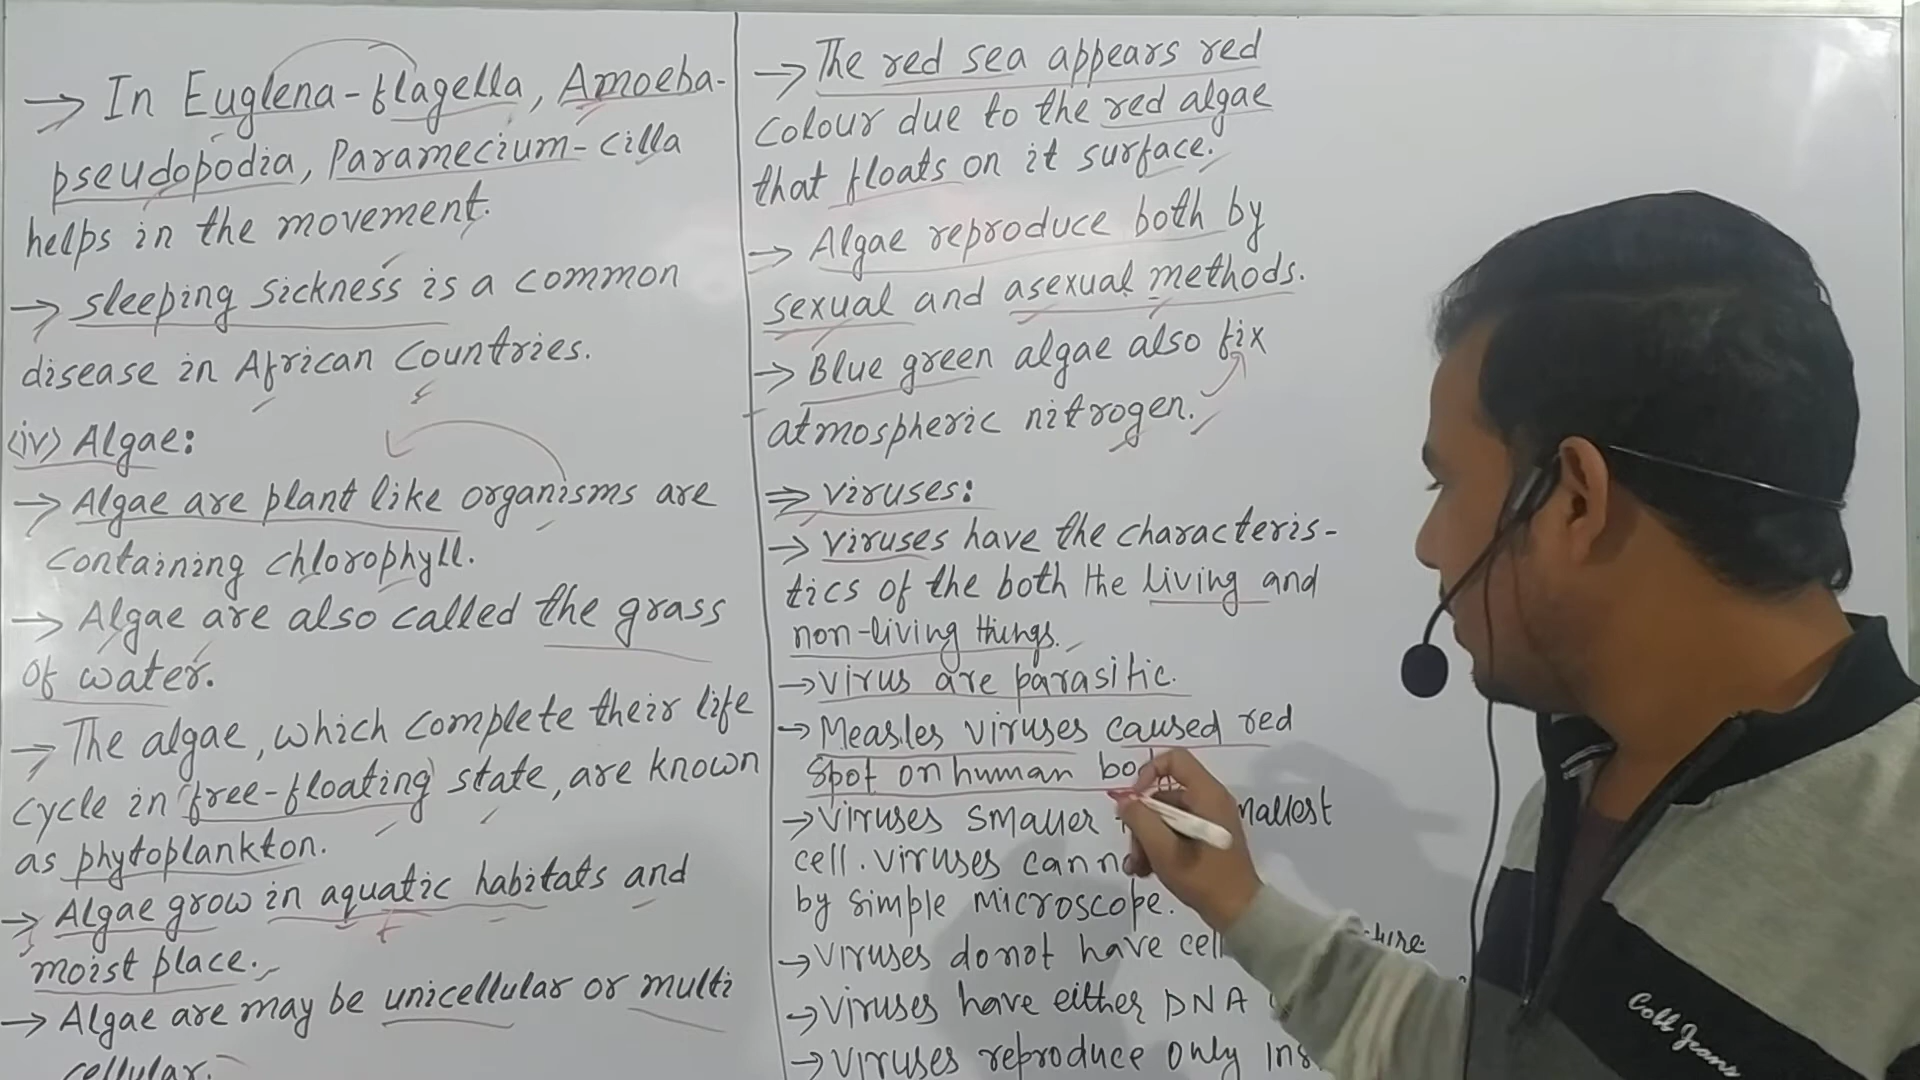 → In Euglena-flagella, Amoeba-
pseudopodia, Paramecium-cilla
helps in the movement.
→ sleeping sickness is a common
disease in African Countries.
(iv) Algae:
→ Algae are plant like organisms are
containing chlorophyll.
→ Algae are also called the grass
of water.
→ The algae, which complete their life
cycle in free-floating state, are known
as phytoplankton.
→ Algae grow in aquatic habitats and
moist place.
→ Algae are may be unicellular or multi
cellular.
→ The red sea appears red
colour due to the red algae
that floats on it surface.
→ Algae reproduce both by
sexual and asexual methods.
→ Blue green algae also fix
atmospheric nitrogen.
⇒ viruses:
→ viruses have the characteris-
tics of the both the living and
non-living things.
→ virus are parasitic.
→ Measles viruses caused red
spot on human
→ viruses smaller
cell. viruses
by simple microscope.
→ viruses donot have
→ viruses have either DNA
→ viruses reproduce only
Colt Jeans